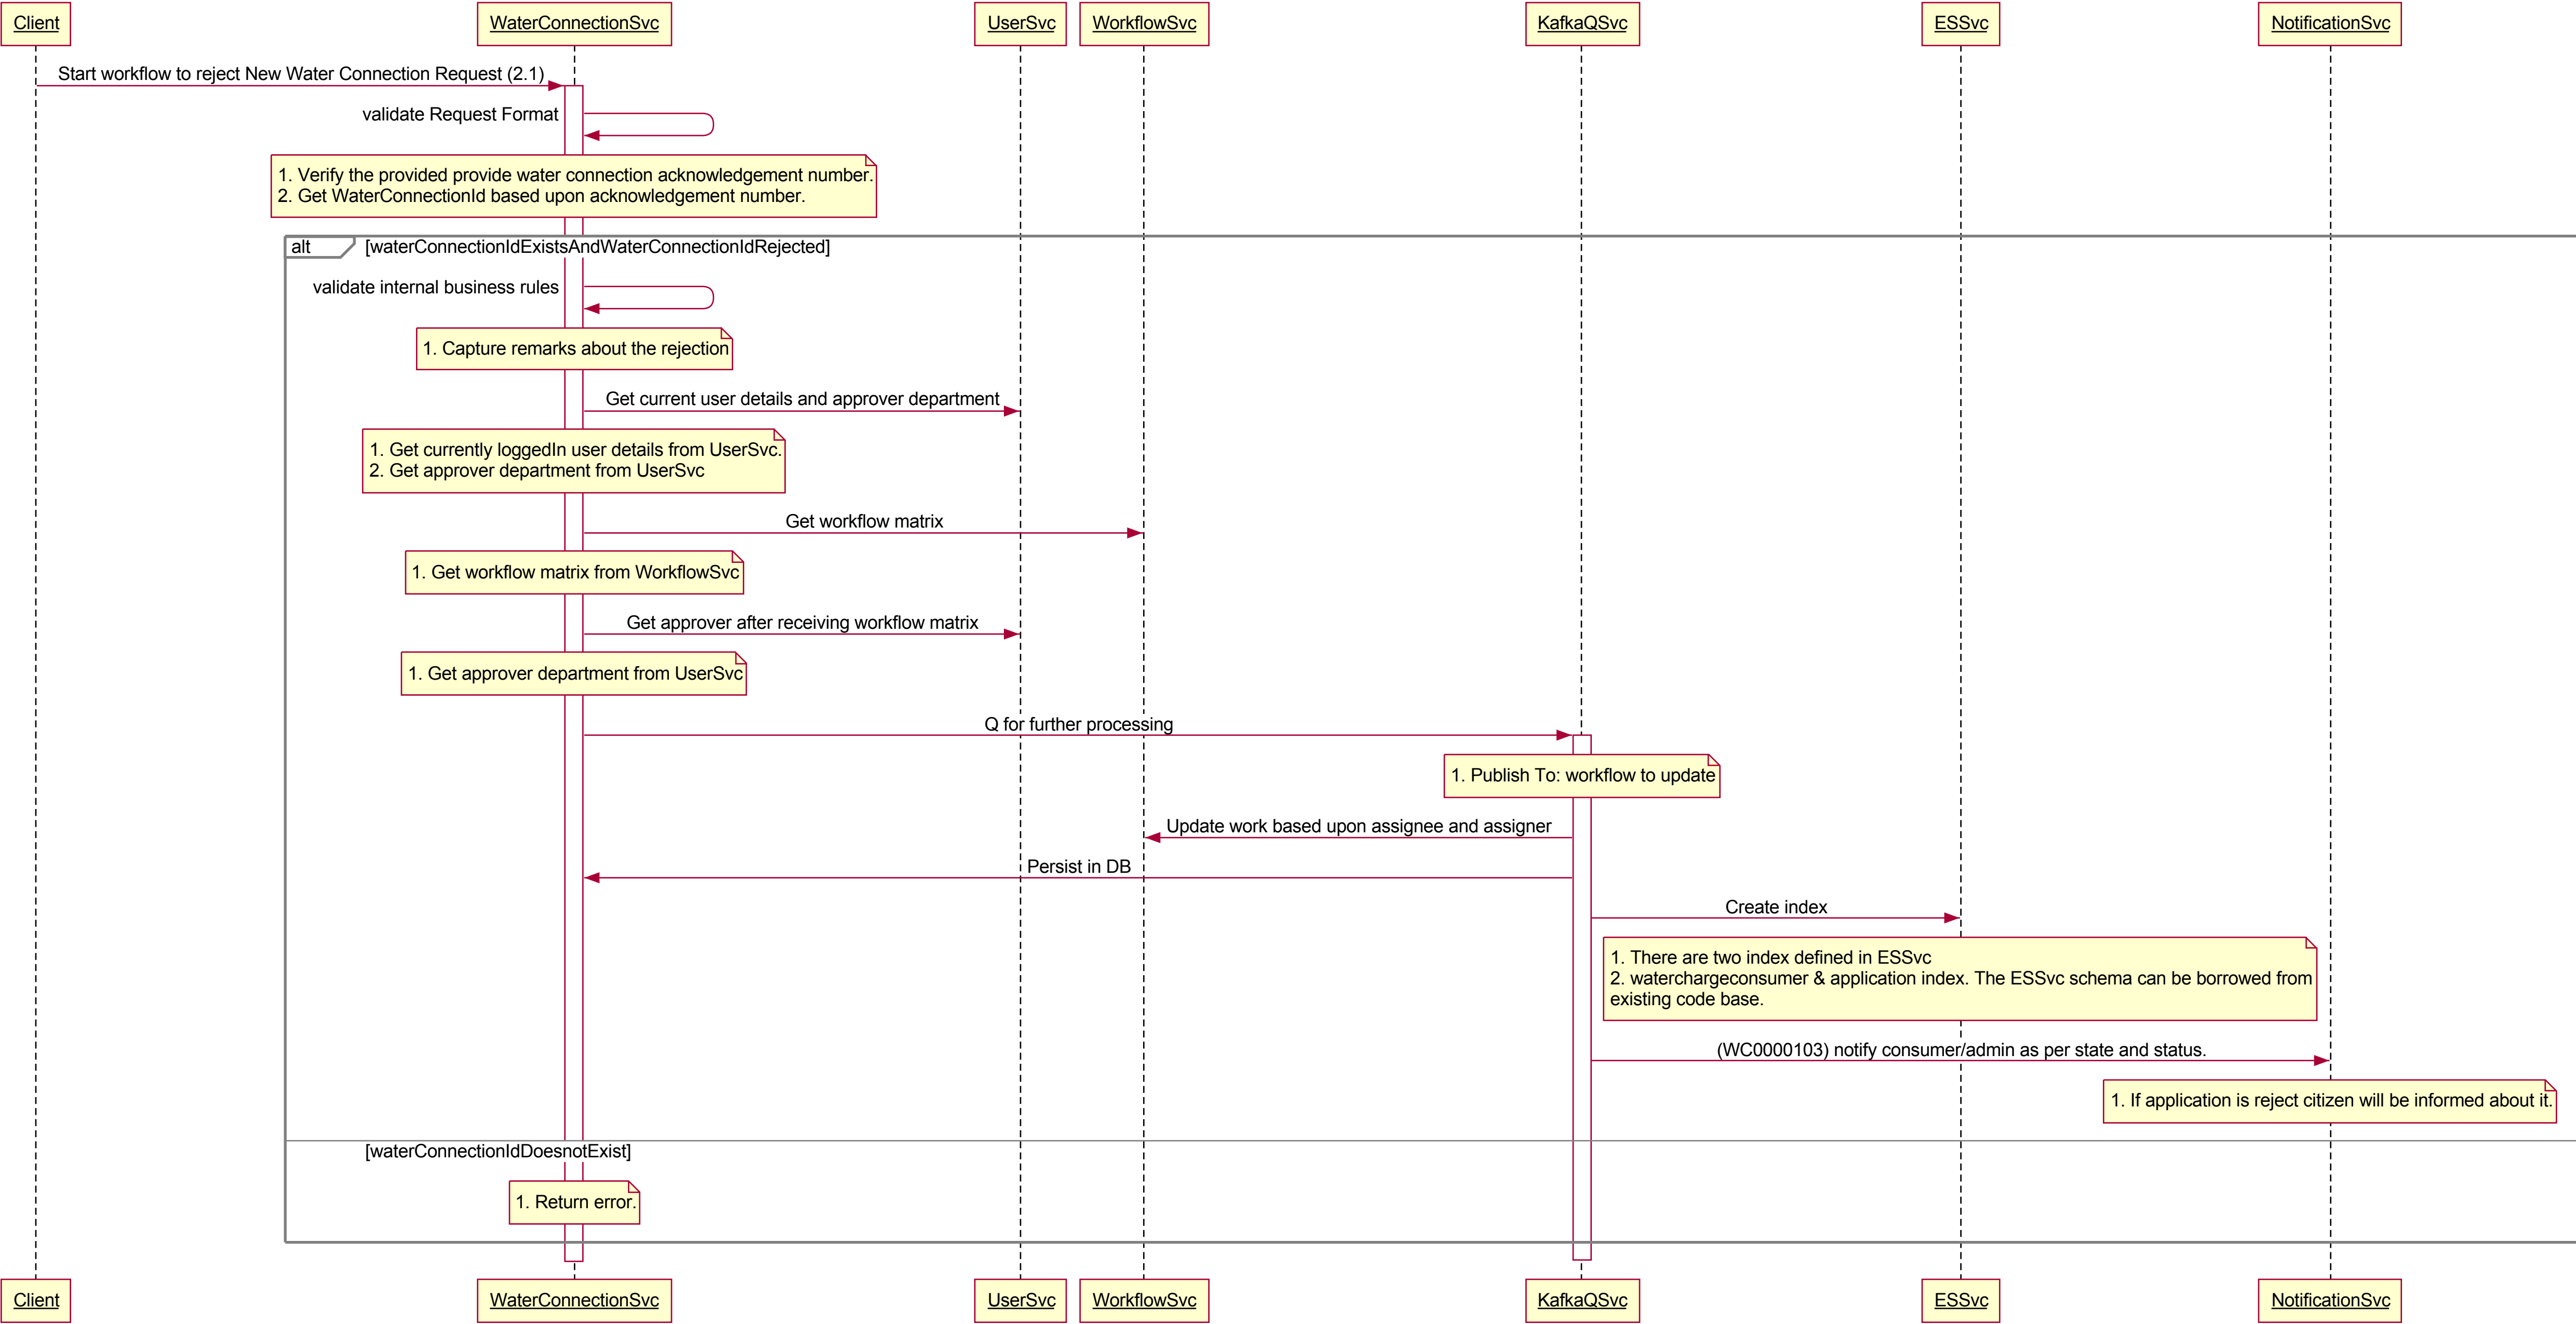 Client
WaterConnectionSvc
UserSvc
WorkflowSvc
KafkaQSvc
ESSvc
NotificationSvc
Start workflow to reject New Water Connection Request (2.1)
validate Request Format
1. Verify the provided provide water connection acknowledgement number.
2. Get WaterConnectionId based upon acknowledgement number.
alt
[waterConnectionIdExistsAndWaterConnectionIdRejected]
validate internal business rules
1. Capture remarks about the rejection
Get current user details and approver department
1. Get currently loggedIn user details from UserSvc.
2. Get approver department from UserSvc
Get workflow matrix
1. Get workflow matrix from WorkflowSvc
Get approver after receiving workflow matrix
1. Get approver department from UserSvc
Q for further processing
1. Publish To: workflow to update
Update work based upon assignee and assigner
Persist in DB
Create index
1. There are two index defined in ESSvc
2. waterchargeconsumer & application index. The ESSvc schema can be borrowed from
existing code base.
(WC0000103) notify consumer/admin as per state and status.
1. If application is reject citizen will be informed about it.
[waterConnectionIdDoesnotExist]
1. Return error.
Client
WaterConnectionSvc
UserSvc
WorkflowSvc
KafkaQSvc
ESSvc
NotificationSvc